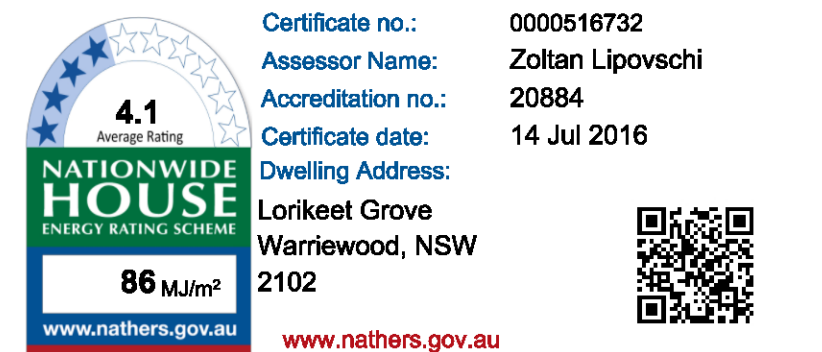 Certificate no.: 0000516732
Assessor Name: Zoltan Lipovschi
Accreditation no.: 20884
Certificate date: 14 Jul 2016
Dwelling Address:
Lorikeet Grove
Warriewood, NSW
2102
www.nathers.gov.au
4.1
Average Rating
NATIONWIDE
HOUSE
ENERGY RATING SCHEME
86 MJ/m²
www.nathers.gov.au